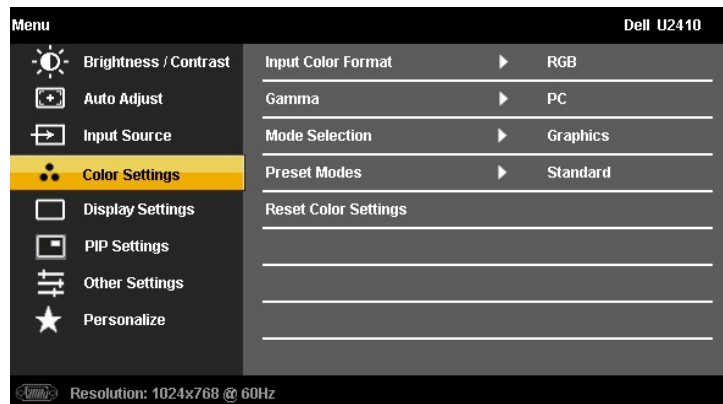 Menu Dell U2410
Brightness / Contrast Input Color Format RGB
Auto Adjust Gamma PC
Input Source Mode Selection Graphics
Color Settings Preset Modes Standard
Display Settings Reset Color Settings
PIP Settings
Other Settings
Personalize
Resolution: 1024x768 @ 60Hz